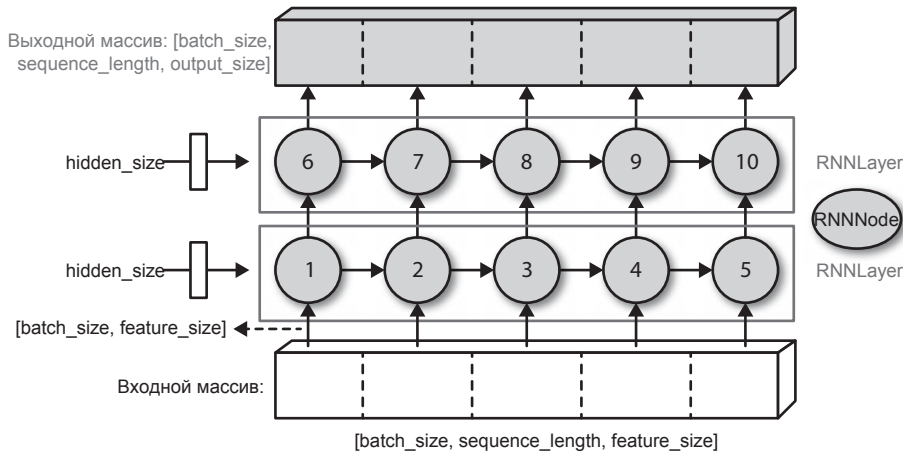 Выходной массив: [batch_size,
sequence_length, output_size]
hidden_size
6
7
8
9
10
RNNLayer
RNNNode
hidden_size
1
2
3
4
5
RNNLayer
[batch_size, feature_size]
Входной массив:
[batch_size, sequence_length, feature_size]